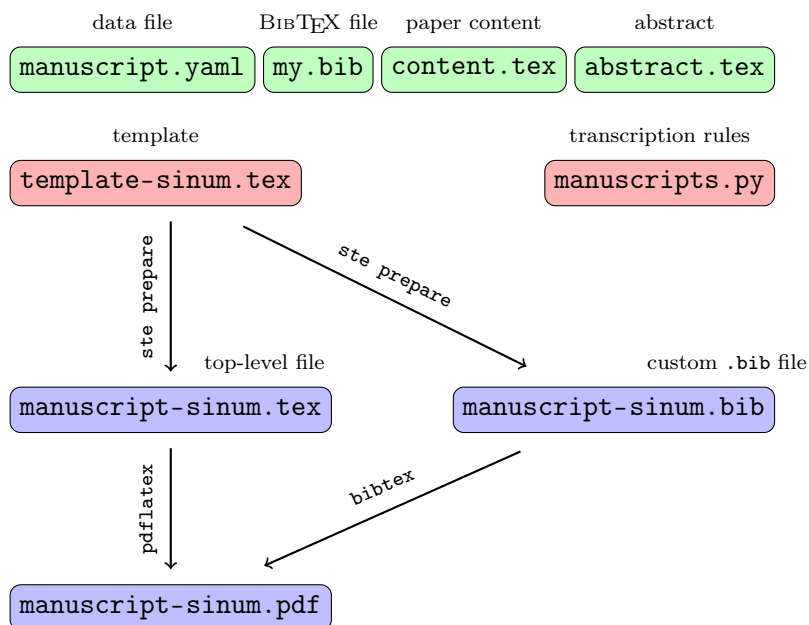 data file BIBTEX file paper content abstract
manuscript.yaml my.bib content.tex abstract.tex
template transcription rules
template-sinum.tex manuscripts.py
ste prepare ste prepare
top-level file custom .bib file
manuscript-sinum.tex manuscript-sinum.bib
pdflatex bibtex
manuscript-sinum.pdf